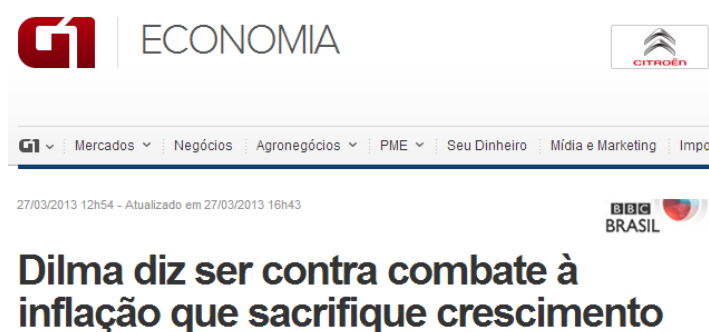 G1 ECONOMIA
CITROËN
G1 Mercados Negócios Agronegócios PME Seu Dinheiro Mídia e Marketing Impo
27/03/2013 12h54 - Atualizado em 27/03/2013 16h43
BBC
BRASIL
Dilma diz ser contra combate à
inflação que sacrifique crescimento